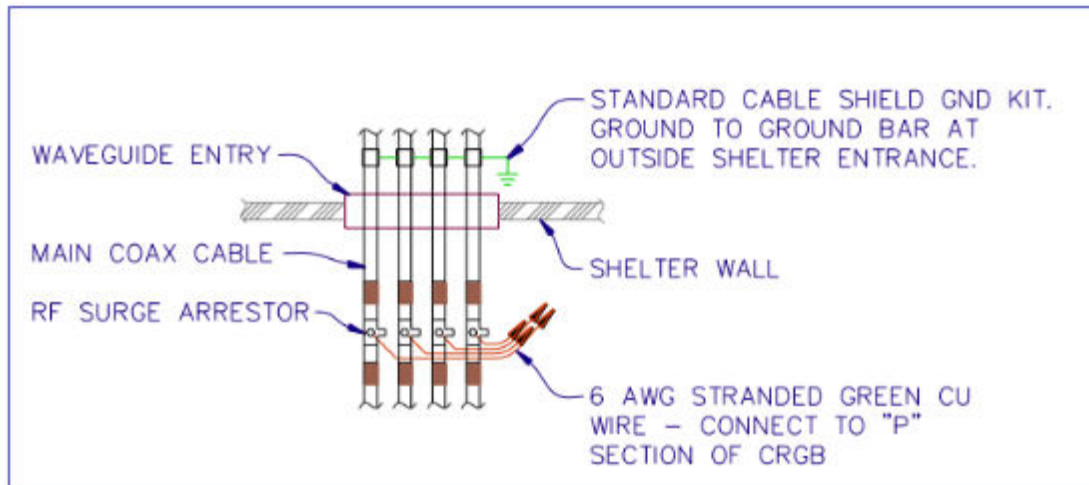 STANDARD CABLE SHIELD GND KIT.
GROUND TO GROUND BAR AT
OUTSIDE SHELTER ENTRANCE.
WAVEGUIDE ENTRY
MAIN COAX CABLE
SHELTER WALL
RF SURGE ARRESTOR
6 AWG STRANDED GREEN CU
WIRE – CONNECT TO "P"
SECTION OF CRGB